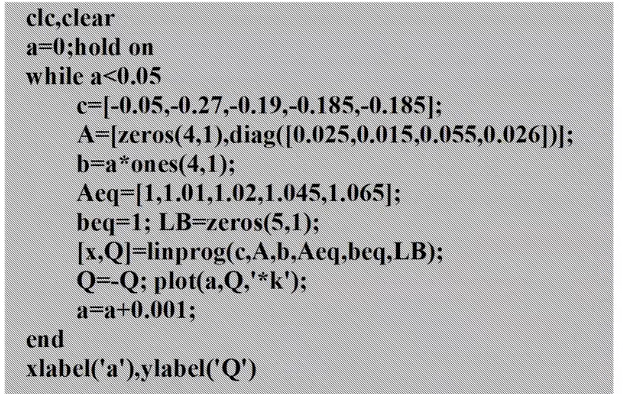 clc,clear
a=0;hold on
while a<0.05
c=[-0.05,-0.27,-0.19,-0.185,-0.185];
A=[zeros(4,1),diag([0.025,0.015,0.055,0.026])];
b=a*ones(4,1);
Aeq=[1,1.01,1.02,1.045,1.065];
beq=1; LB=zeros(5,1);
[x,Q]=linprog(c,A,b,Aeq,beq,LB);
Q=-Q; plot(a,Q,'*k');
a=a+0.001;
end
xlabel('a'),ylabel('Q')